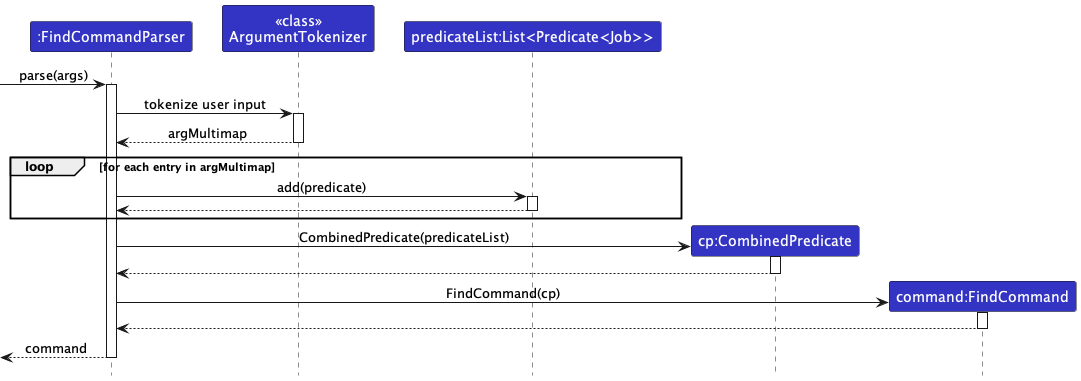 :FindCommandParser
«class»
ArgumentTokenizer
predicateList:List<Predicate<Job>>
parse(args)
tokenize user input
argMultimap
loop
[for each entry in argMultimap]
add(predicate)
CombinedPredicate(predicateList)
cp:CombinedPredicate
FindCommand(cp)
command:FindCommand
command